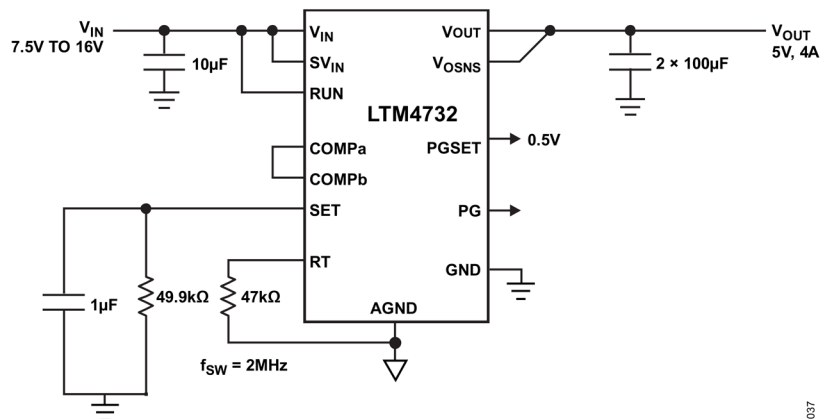 VIN
7.5V TO 16V
10µF
VIN
SVIN
RUN
COMPa
COMPb
SET
RT
LTM4732
AGND
VOUT
VOSNS
PGSET
PG
GND
0.5V
2 × 100µF
VOUT
5V, 4A
1µF
49.9kΩ
47kΩ
fSW = 2MHz
037